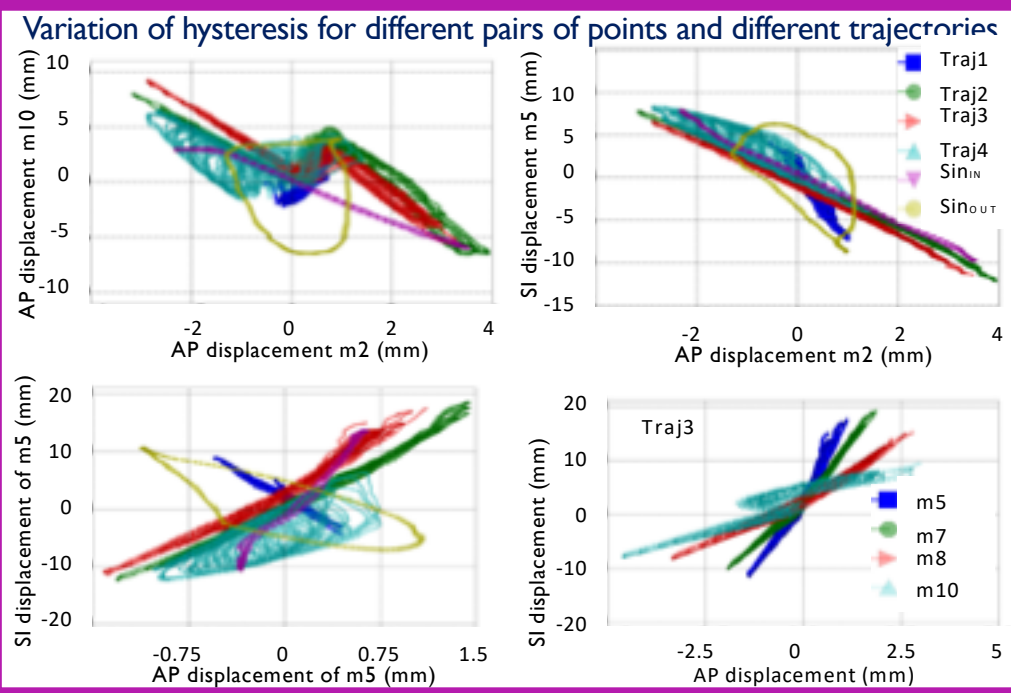 Variation of hysteresis for different pairs of points and different trajectories
AP displacement m10 (mm)
10
5
0
-5
-10
-2 0 2 4
AP displacement m2 (mm)
SI displacement m5 (mm)
10
5
0
-5
-10
-15
-2 0 2 4
AP displacement m2 (mm)
Traj1
Traj2
Traj3
Traj4
SinIN
SinOUT
SI displacement of m5 (mm)
20
10
0
-10
-20
-0.75 0 0.75 1.5
AP displacement of m5 (mm)
SI displacement (mm)
20
10
0
-10
-20
-2.5 0 2.5 5
AP displacement (mm)
Traj3
m5
m7
m8
m10